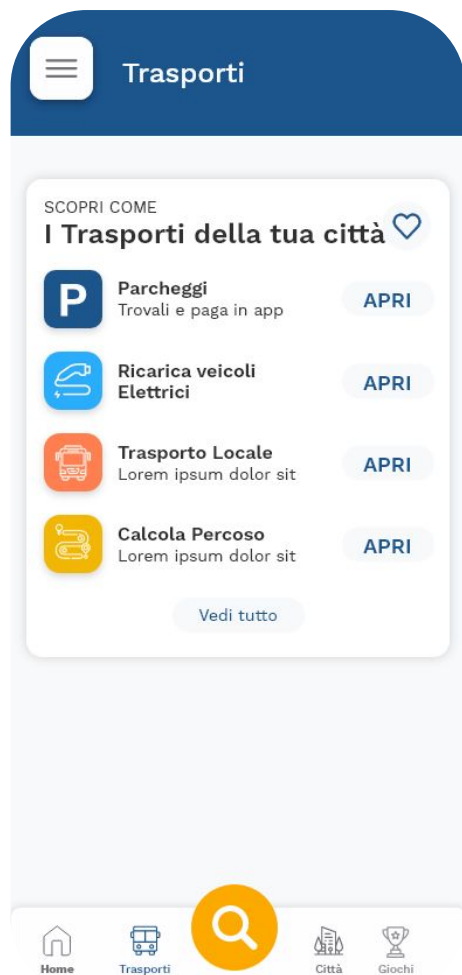 Trasporti
SCOPRI COME
I Trasporti della tua città
P
Parcheggi
Trovali e paga in app
APRI
Ricarica veicoli
Elettrici
APRI
Trasporto Locale
Lorem ipsum dolor sit
APRI
Calcola Percoso
Lorem ipsum dolor sit
APRI
Vedi tutto
Home
Trasporti
Città
Giochi